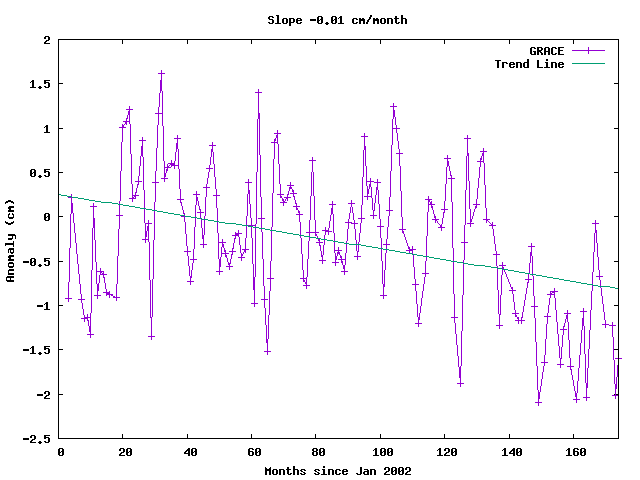 Slope -0.01 cm/month
GRACE
Trend Line
2
1.5
1
0.5
0
-0.5
-1
-1.5
-2
-2.5
Anomaly (cm)
0 20 40 60 80 100 120 140 160
Months since Jan 2002